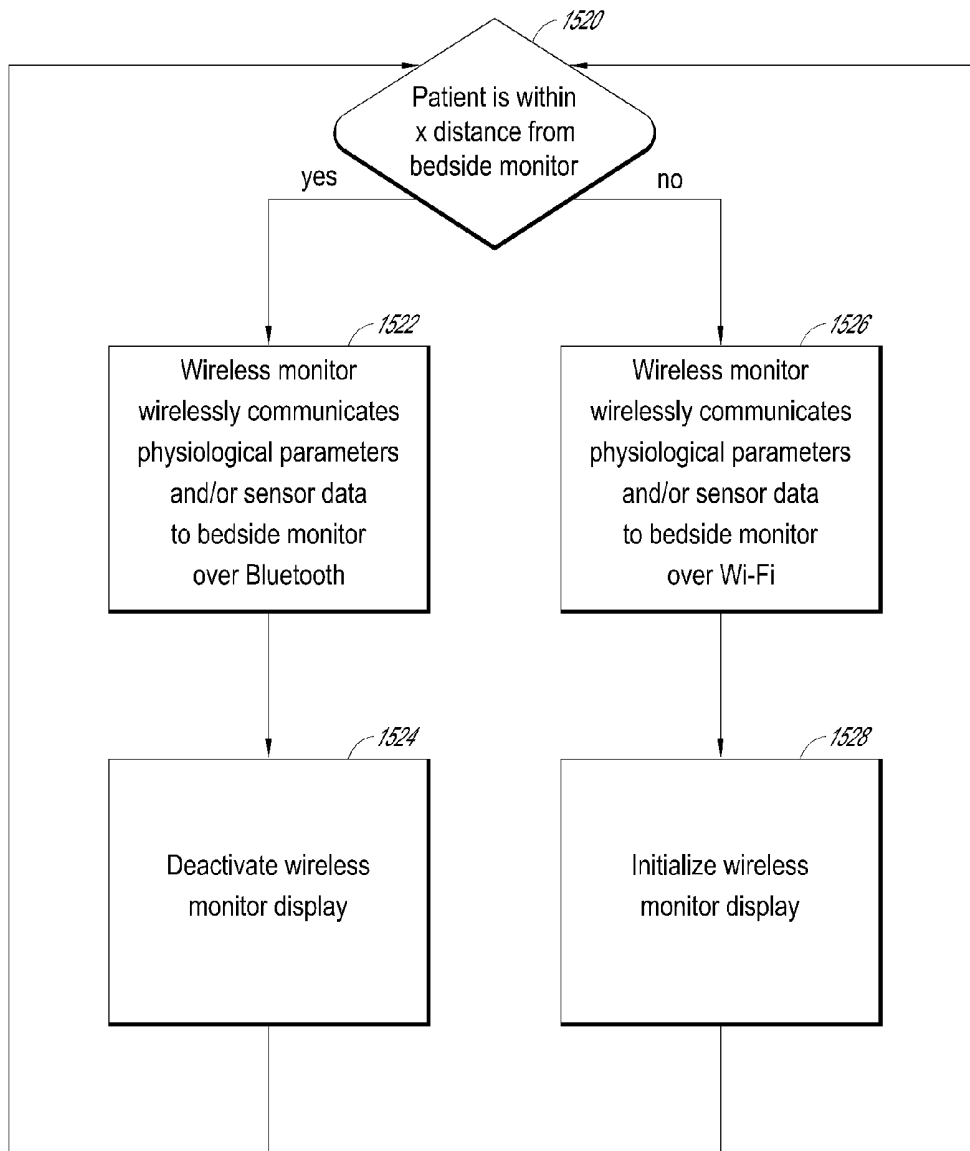 1520
Patient is within
x distance from
bedside monitor
yes
no
1522
Wireless monitor
wirelessly communicates
physiological parameters
and/or sensor data
to bedside monitor
over Bluetooth
1526
Wireless monitor
wirelessly communicates
physiological parameters
and/or sensor data
to bedside monitor
over Wi-Fi
1524
Deactivate wireless
monitor display
1528
Initialize wireless
monitor display